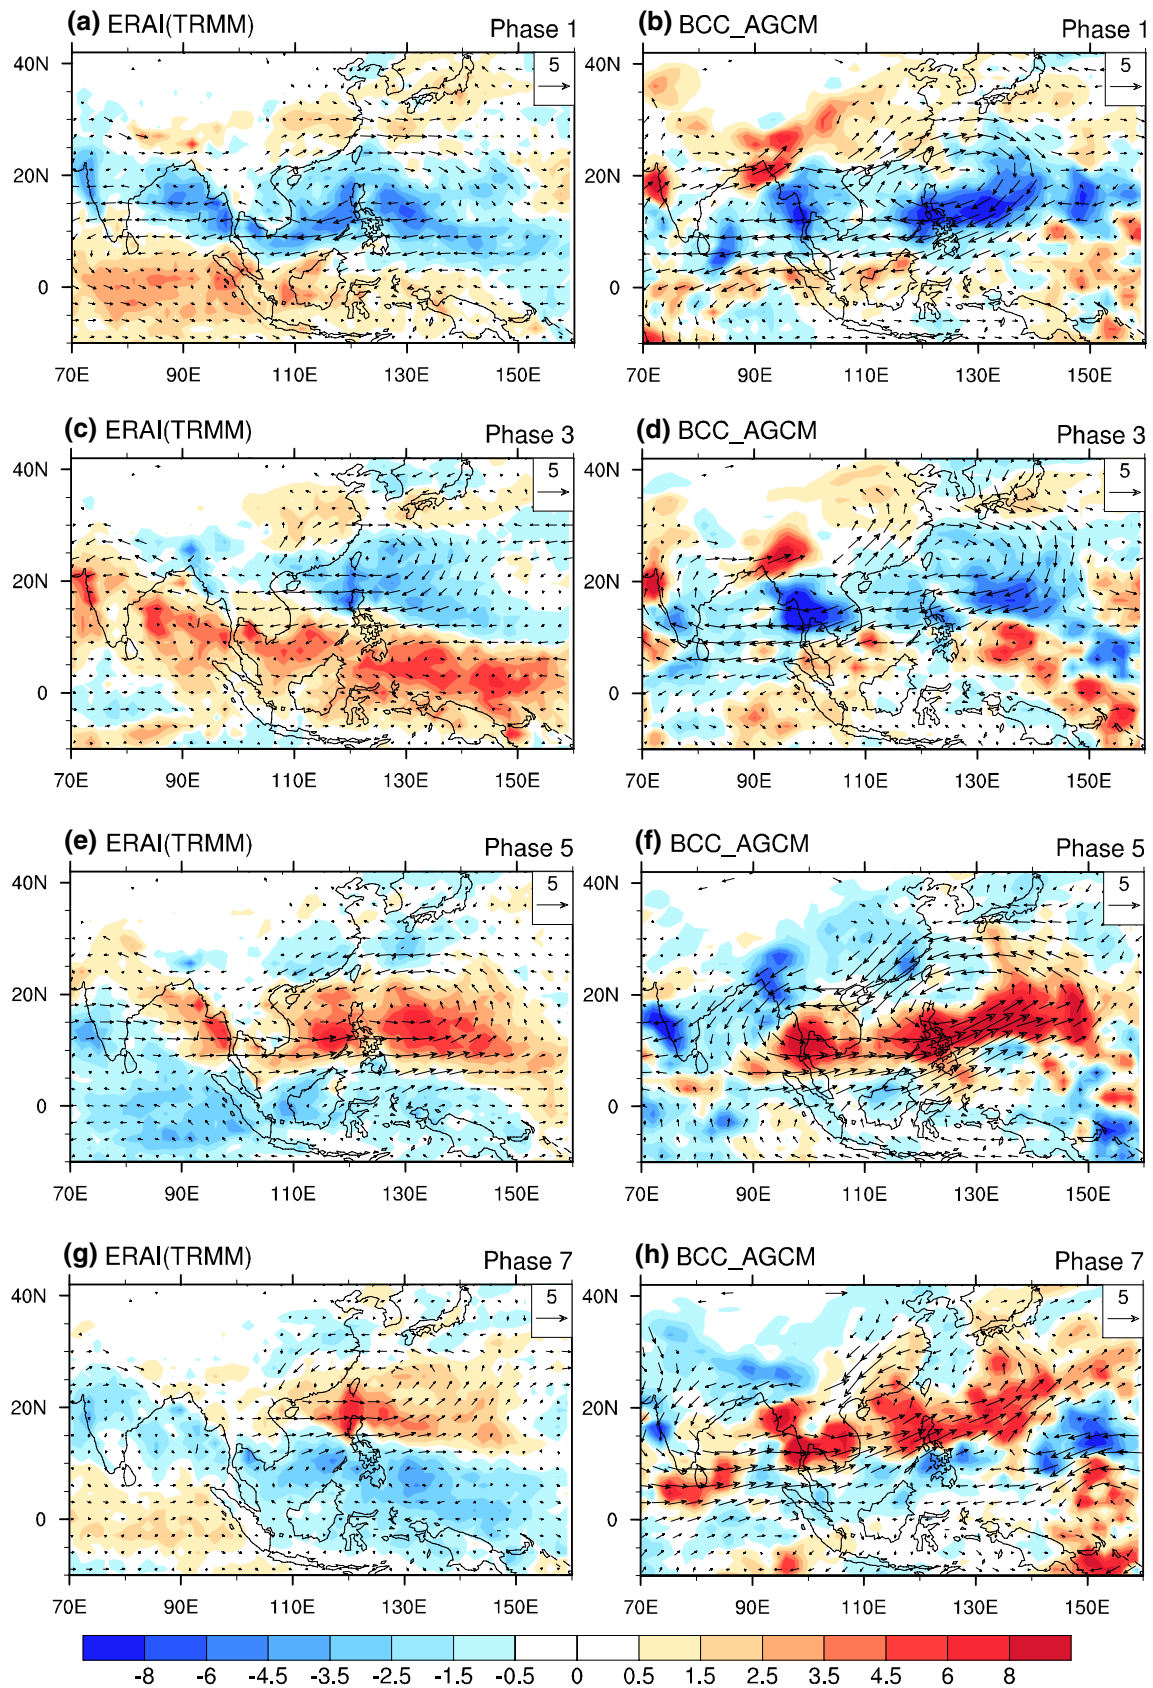 (a) ERAI(TRMM) Phase 1
5
40N
20N
0
70E 90E 110E 130E 150E
(b) BCC_AGCM Phase 1
5
40N
20N
0
70E 90E 110E 130E 150E
(c) ERAI(TRMM) Phase 3
5
40N
20N
0
70E 90E 110E 130E 150E
(d) BCC_AGCM Phase 3
5
40N
20N
0
70E 90E 110E 130E 150E
(e) ERAI(TRMM) Phase 5
5
40N
20N
0
70E 90E 110E 130E 150E
(f) BCC_AGCM Phase 5
5
40N
20N
0
70E 90E 110E 130E 150E
(g) ERAI(TRMM) Phase 7
5
40N
20N
0
70E 90E 110E 130E 150E
(h) BCC_AGCM Phase 7
5
40N
20N
0
70E 90E 110E 130E 150E
-8 -6 -4.5 -3.5 -2.5 -1.5 -0.5 0 0.5 1.5 2.5 3.5 4.5 6 8